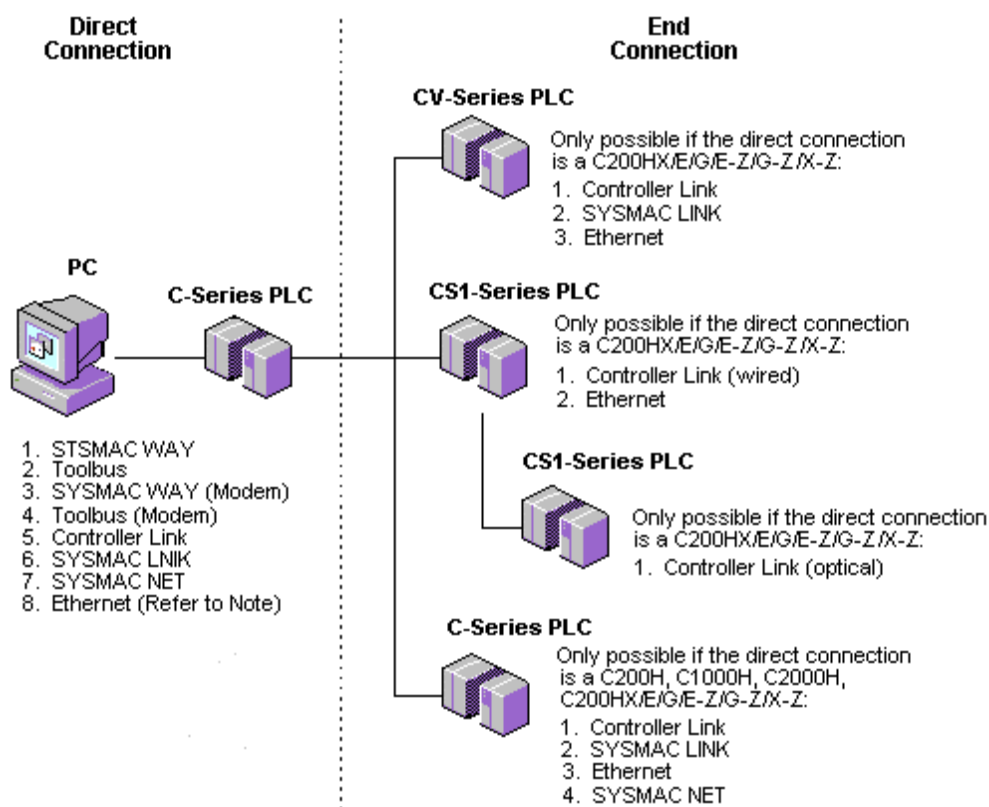 Direct
Connection
End
Connection
CV-Series PLC
Only possible if the direct connection
is a C200HX/E/G/E-Z/G-Z/X-Z:
1. Controller Link
2. SYSMAC LINK
3. Ethernet
PC
C-Series PLC
1. STSMAC WAY
2. Toolbus
3. SYSMAC WAY (Modem)
4. Toolbus (Modem)
5. Controller Link
6. SYSMAC LNIK
7. SYSMAC NET
8. Ethernet (Refer to Note)
CS1-Series PLC
Only possible if the direct connection
is a C200HX/E/G/E-Z/G-Z/X-Z:
1. Controller Link (wired)
2. Ethernet
CS1-Series PLC
Only possible if the direct connection
is a C200HX/E/G/E-Z/G-Z/X-Z:
1. Controller Link (optical)
C-Series PLC
Only possible if the direct connection
is a C200H, C1000H, C2000H,
C200HX/E/G/E-Z/G-Z/X-Z:
1. Controller Link
2. SYSMAC LINK
3. Ethernet
4. SYSMAC NET